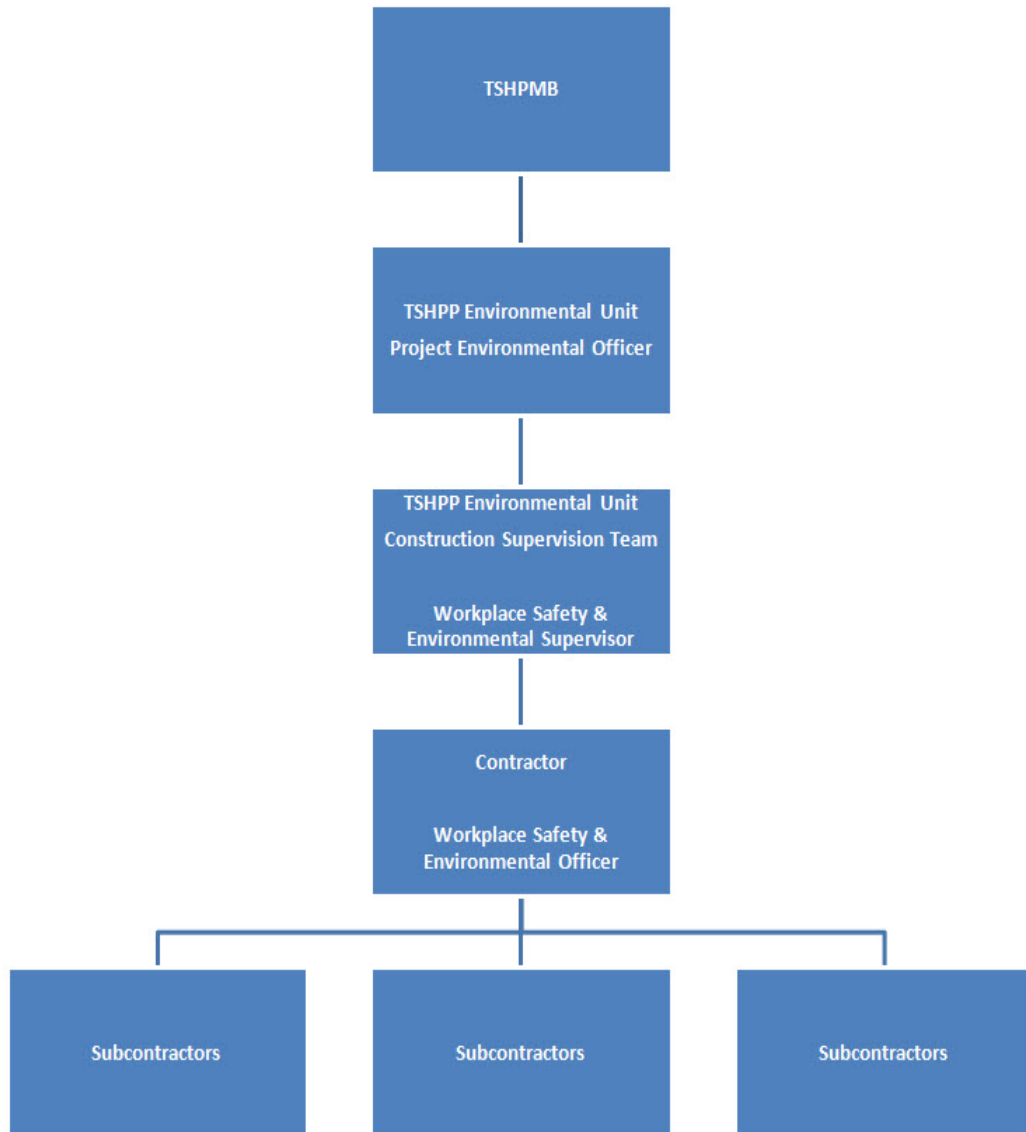 TSHPMB
TSHPP Environmental Unit
Project Environmental Officer
TSHPP Environmental Unit
Construction Supervision Team
Workplace Safety &
Environmental Supervisor
Contractor
Workplace Safety &
Environmental Officer
Subcontractors
Subcontractors
Subcontractors